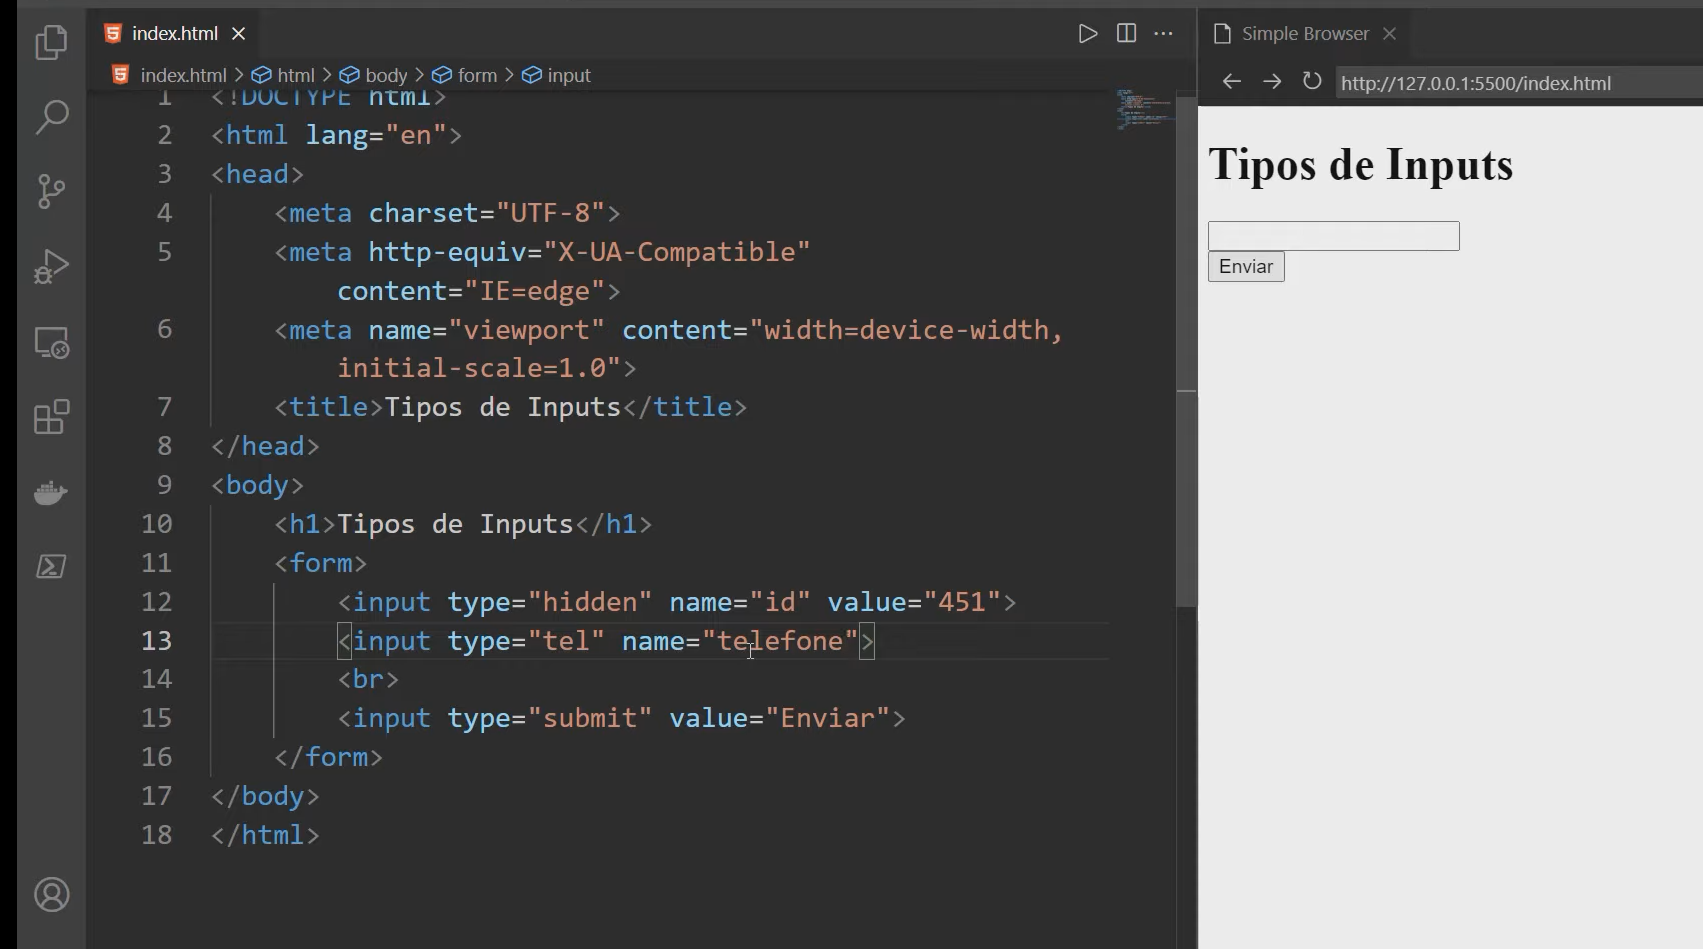 index.html
index.html > html > body > form > input
1 <!DOCTYPE html>
2 <html lang="en">
3 <head>
4 <meta charset="UTF-8">
5 <meta http-equiv="X-UA-Compatible"
content="IE=edge">
6 <meta name="viewport" content="width=device-width,
initial-scale=1.0">
7 <title>Tipos de Inputs</title>
8 </head>
9 <body>
10 <h1>Tipos de Inputs</h1>
11 <form>
12 <input type="hidden" name="id" value="451">
13 <input type="tel" name="telefone">
14 <br>
15 <input type="submit" value="Enviar">
16 </form>
17 </body>
18 </html>
Simple Browser
http://127.0.0.1:5500/index.html
Tipos de Inputs
Enviar